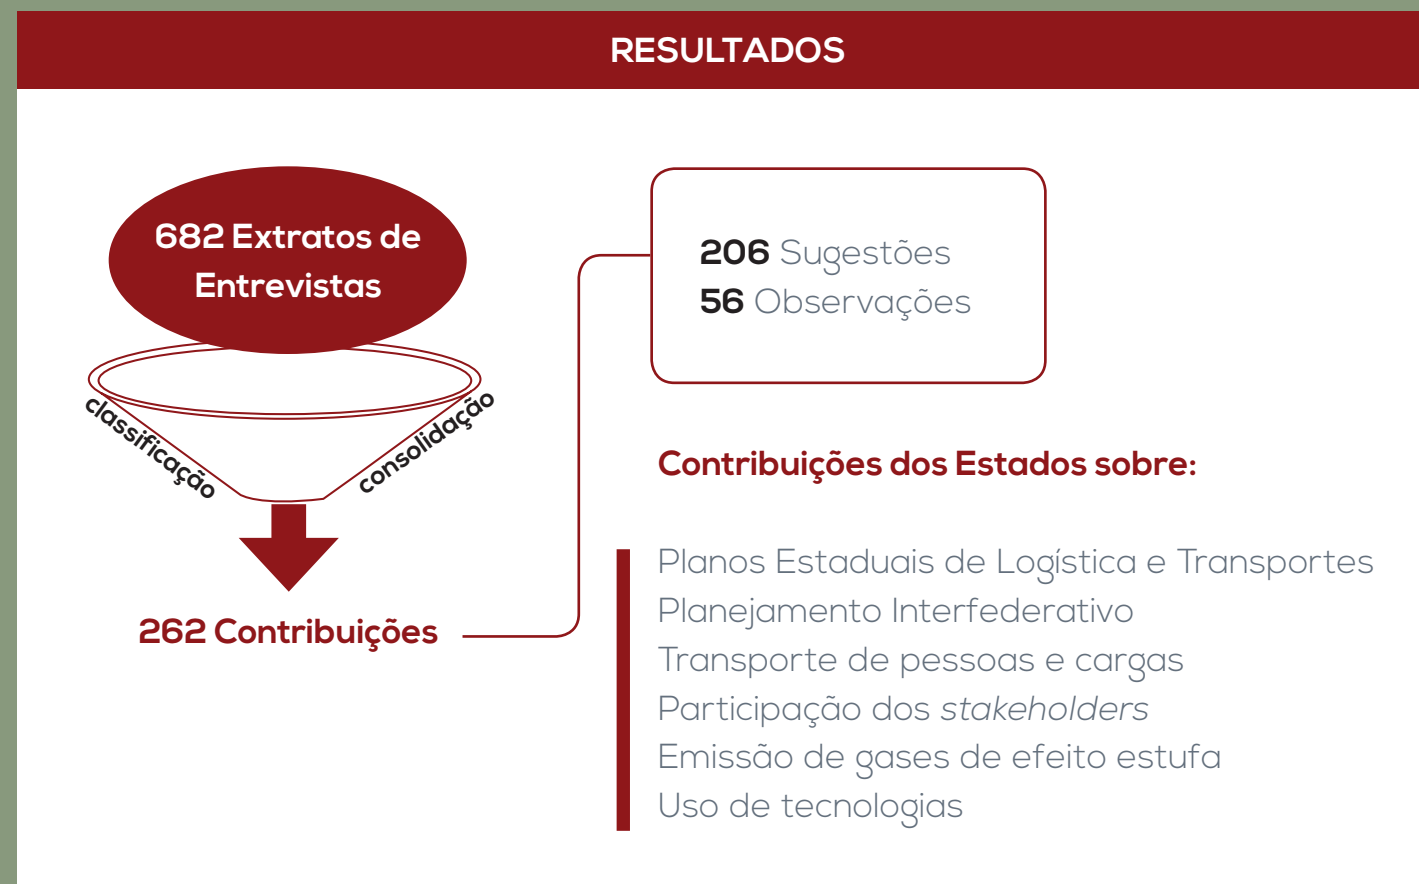 RESULTADOS
682 Extratos de
Entrevistas
classificação
consolidação
262 Contribuições
206 Sugestões
56 Observações
Contribuições dos Estados sobre:
Planos Estaduais de Logística e Transportes
Planejamento Interfederativo
Transporte de pessoas e cargas
Participação dos stakeholders
Emissão de gases de efeito estufa
Uso de tecnologias